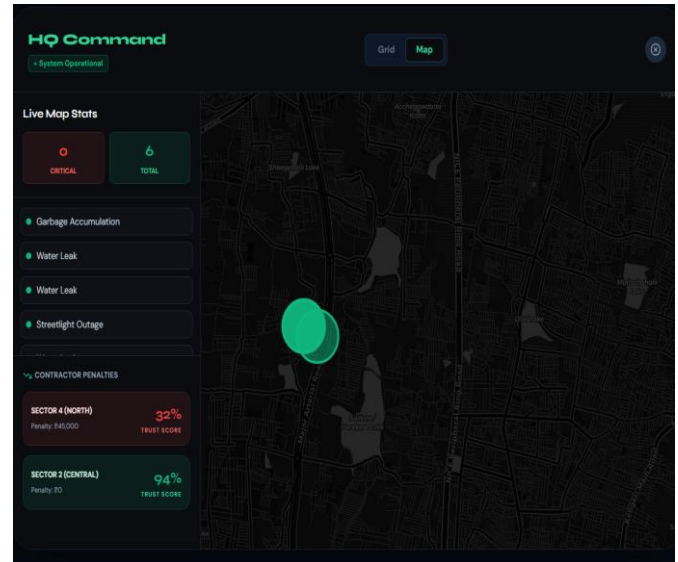 HQ Command
• System Operational
Grid
Map
Live Map Stats
0
CRITICAL
6
TOTAL
Garbage Accumulation
Water Leak
Water Leak
Streetlight Outage
CONTRACTOR PENALTIES
SECTOR 4 (NORTH)
Penalty: ₹45,000
32%
TRUST SCORE
SECTOR 2 (CENTRAL)
Penalty: ₹0
94%
TRUST SCORE